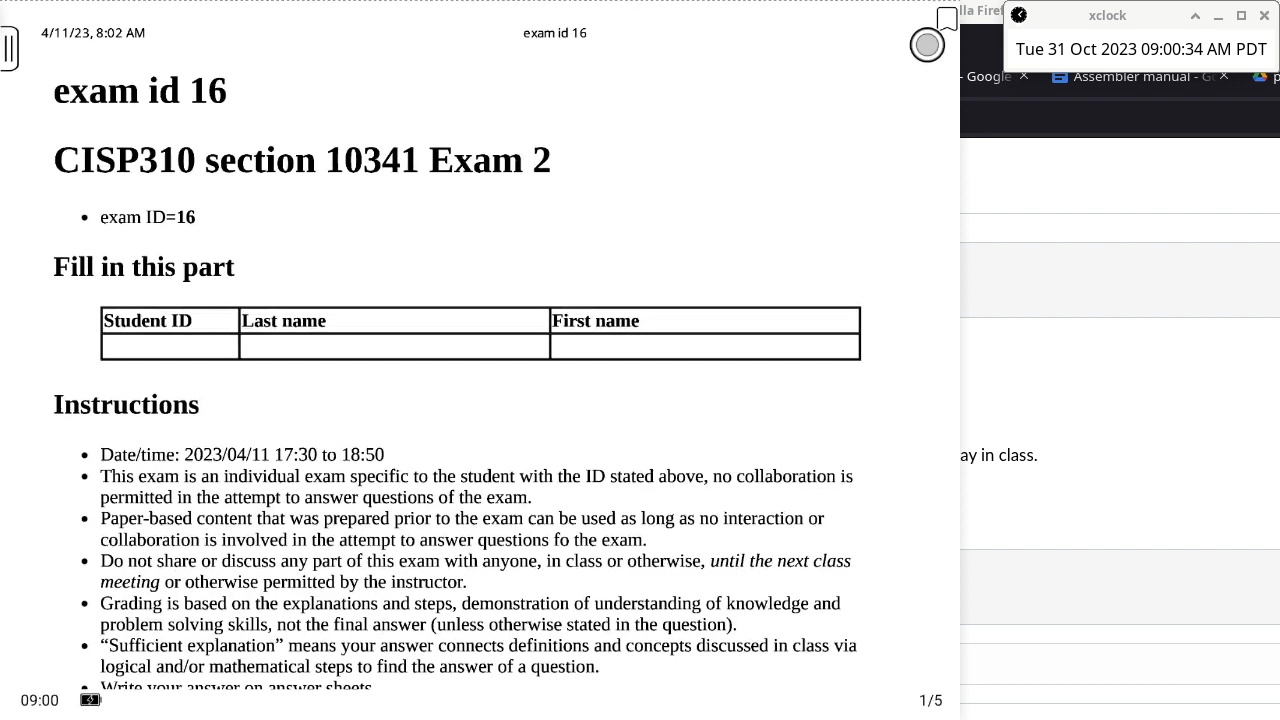 4/11/23, 8:02 AM
exam id 16
exam id 16
CISP310 section 10341 Exam 2
• exam ID=16
Fill in this part
Student ID Last name First name
Instructions
• Date/time: 2023/04/11 17:30 to 18:50
• This exam is an individual exam specific to the student with the ID stated above, no collaboration is
permitted in the attempt to answer questions of the exam.
• Paper-based content that was prepared prior to the exam can be used as long as no interaction or
collaboration is involved in the attempt to answer questions fo the exam.
• Do not share or discuss any part of this exam with anyone, in class or otherwise, until the next class
meeting or otherwise permitted by the instructor.
• Grading is based on the explanations and steps, demonstration of understanding of knowledge and
problem solving skills, not the final answer (unless otherwise stated in the question).
• “Sufficient explanation” means your answer connects definitions and concepts discussed in class via
logical and/or mathematical steps to find the answer of a question.
• Write your answer on answer sheets
09:00
1/5
lla Firef
xclock
Tue 31 Oct 2023 09:00:34 AM PDT
- Google
Assembler manual - Go
p
ay in class.